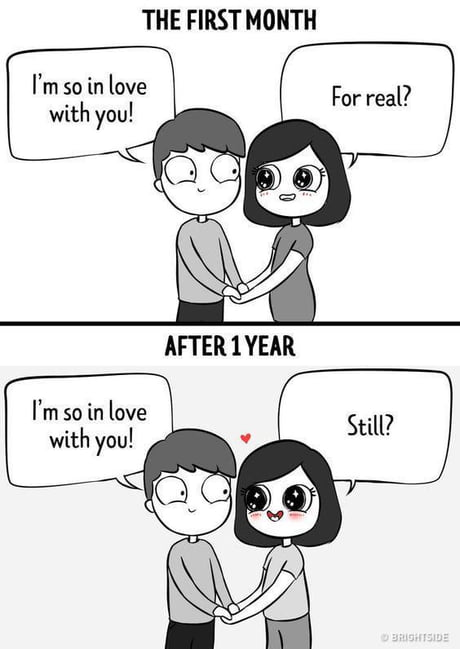 THE FIRST MONTH
I'm so in love
with you!
For real?
AFTER 1 YEAR
I'm so in love
with you!
Still?
© BRIGHTSIDE